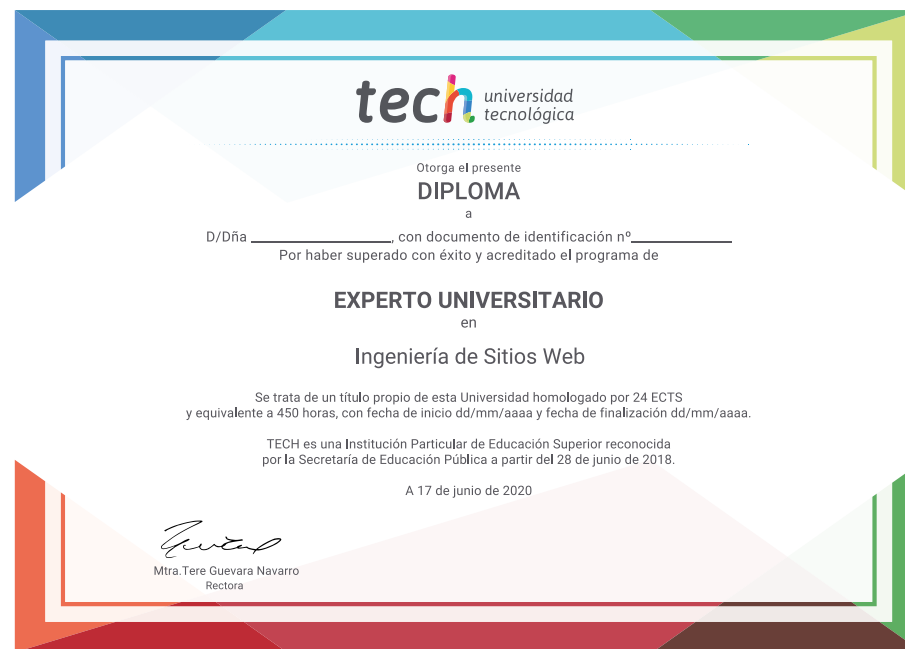 tech universidad
tecnológica
Otorga el presente
DIPLOMA
a
D/Dña ____________________, con documento de identificación nº______________
Por haber superado con éxito y acreditado el programa de
EXPERTO UNIVERSITARIO
en
Ingeniería de Sitios Web
Se trata de un título propio de esta Universidad homologado por 24 ECTS
y equivalente a 450 horas, con fecha de inicio dd/mm/aaaa y fecha de finalización dd/mm/aaaa.
TECH es una Institución Particular de Educación Superior reconocida
por la Secretaría de Educación Pública a partir del 28 de junio de 2018.
A 17 de junio de 2020
Mtra.Tere Guevara Navarro
Rectora